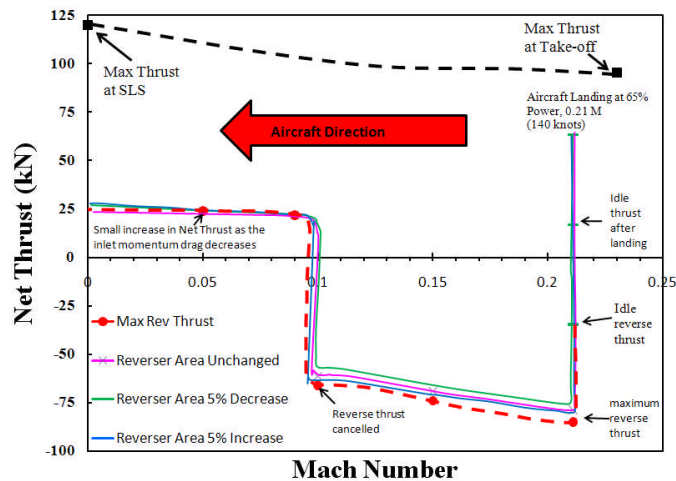 125
100
75
50
25
0
-25
-50
-75
-100
Net Thrust (kN)
Max Thrust
at SLS
Max Thrust
at Take-off
Aircraft Landing at 65%
Power, 0.21 M
(140 knots)
Aircraft Direction
Idle
thrust
after
landing
Small increase in Net Thrust as the
inlet momentum drag decreases
0
0.05
0.1
0.15
0.2
0.25
Idle
reverse
thrust
Max Rev Thrust
Reverser Area Unchanged
Reverser Area 5% Decrease
Reverser Area 5% Increase
Reverse thrust
cancelled
maximum
reverse
thrust
Mach Number